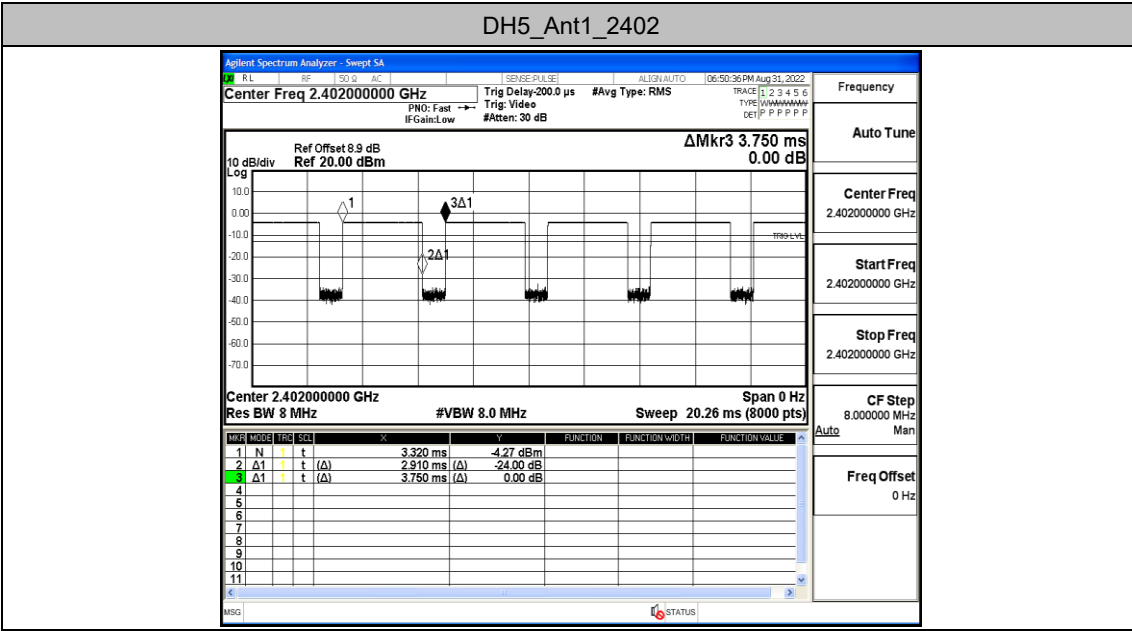 DH5_Ant1_2402
Agilent Spectrum Analyzer - Swept SA
LXI RL RF 50 Ω AC SENSE:PULSE ALIGN AUTO 06:50:36 PM Aug 31, 2022
Center Freq 2.402000000 GHz
PNO: Fast
IFGain:Low
Trig Delay-200.0 µs
Trig: Video
#Atten: 30 dB
#Avg Type: RMS
TRACE 1 2 3 4 5 6
TYPE
DET P P P P P P
ΔMkr3 3.750 ms
0.00 dB
Ref Offset 8.9 dB
10 dB/div Ref 20.00 dBm
Log
10.0
0.00
-10.0
-20.0
-30.0
-40.0
-50.0
-60.0
-70.0
1
3Δ1
2Δ1
TRIG LVL
Center 2.402000000 GHz Span 0 Hz
Res BW 8 MHz #VBW 8.0 MHz Sweep 20.26 ms (8000 pts)
MKR MODE TRC SCL X Y FUNCTION FUNCTION WIDTH FUNCTION VALUE
1 N 1 t 3.320 ms -4.27 dBm
2 Δ1 1 t (Δ) 2.910 ms (Δ) -24.00 dB
3 Δ1 1 t (Δ) 3.750 ms (Δ) 0.00 dB
4
5
6
7
8
9
10
11
MSG STATUS
Frequency
Auto Tune
Center Freq
2.402000000 GHz
Start Freq
2.402000000 GHz
Stop Freq
2.402000000 GHz
CF Step
8.000000 MHz
Auto Man
Freq Offset
0 Hz